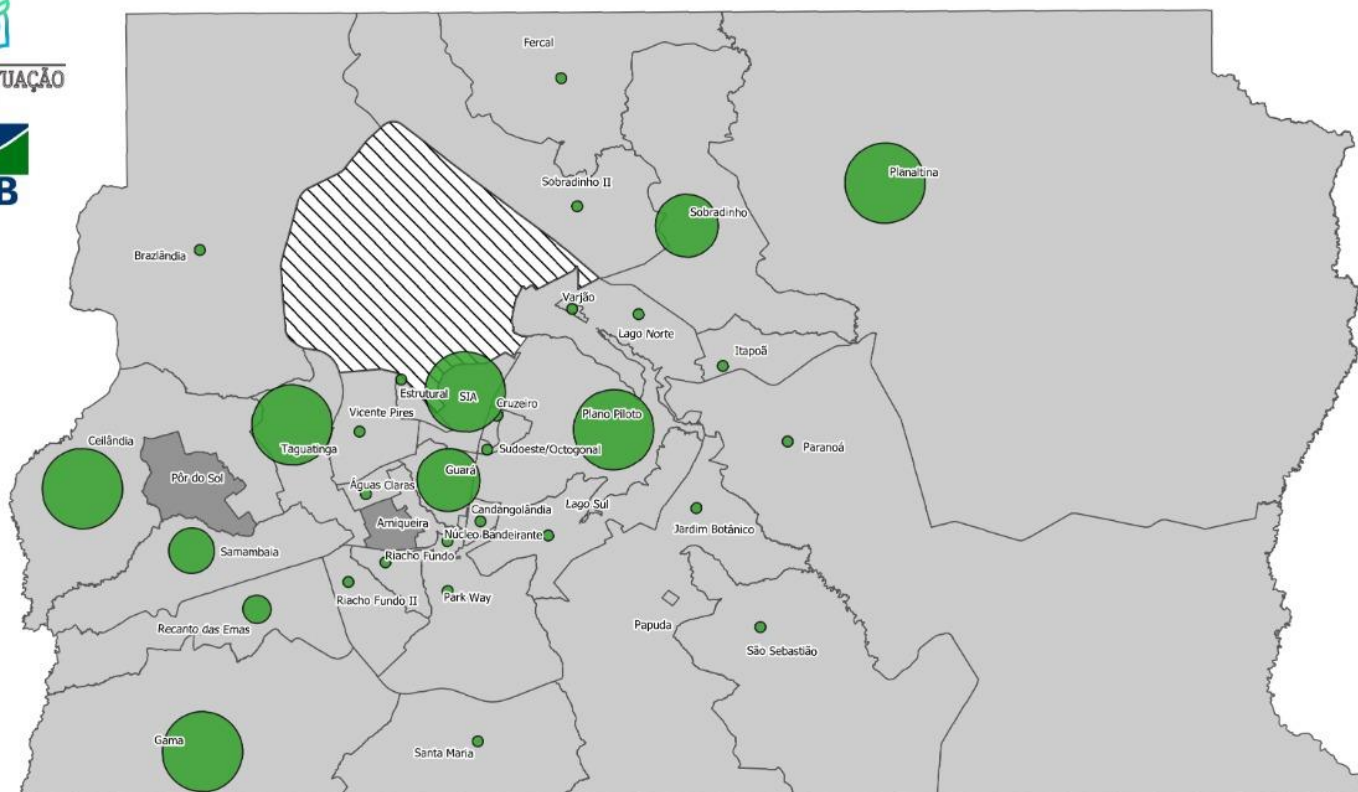 Fercal
UAÇÃO
B
Planaltina
Sobradinho II
Sobradinho
Brazlândia
Varjão
Lago Norte
Itapoã
Estrutural
SIA
Cruzeiro
Vicente Pires
Plano Piloto
Ceilândia
Taguatinga
Sudoeste/Octogonal
Paranoá
Guará
Pôr do Sol
Águas Claras
Lago Sul
Candangolândia
Arniqueira
Jardim Botânico
Núcleo Bandeirante
Samambaia
Riacho Fundo
Riacho Fundo II
Park Way
Papuda
Recanto das Emas
São Sebastião
Gama
Santa Maria